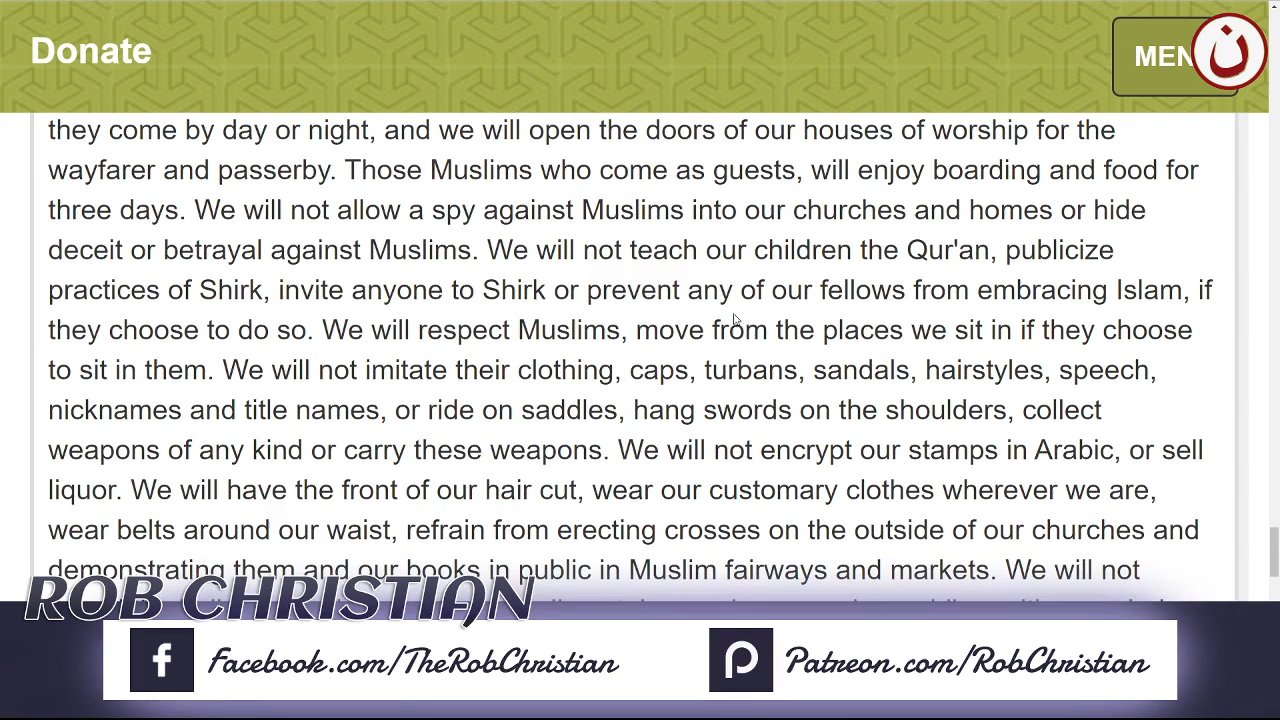 Donate
MEN
ن
they come by day or night, and we will open the doors of our houses of worship for the
wayfarer and passerby. Those Muslims who come as guests, will enjoy boarding and food for
three days. We will not allow a spy against Muslims into our churches and homes or hide
deceit or betrayal against Muslims. We will not teach our children the Qur'an, publicize
practices of Shirk, invite anyone to Shirk or prevent any of our fellows from embracing Islam, if
they choose to do so. We will respect Muslims, move from the places we sit in if they choose
to sit in them. We will not imitate their clothing, caps, turbans, sandals, hairstyles, speech,
nicknames and title names, or ride on saddles, hang swords on the shoulders, collect
weapons of any kind or carry these weapons. We will not encrypt our stamps in Arabic, or sell
liquor. We will have the front of our hair cut, wear our customary clothes wherever we are,
wear belts around our waist, refrain from erecting crosses on the outside of our churches and
demonstrating them and our books in public in Muslim fairways and markets. We will not
ROB CHRISTIAN
f Facebook.com/TheRobChristian
Patreon.com/RobChristian